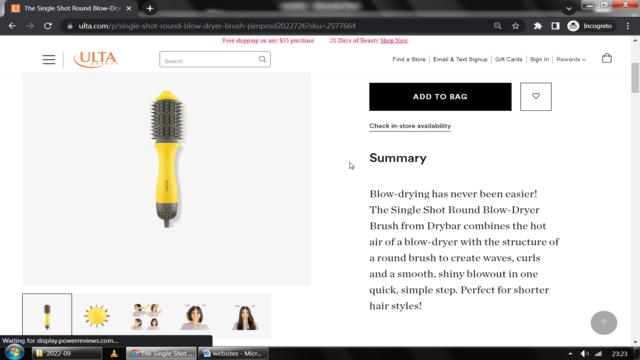 The Single Shot Round Blow-Drye
Incognito
ulta.com/p/single-shot-round-blow-dryer-brush-pimprod2022726?sku=2577664
Free shipping on any $35 purchase 21 Days of Beauty Shop Now
ULTA
BEAUTY
Search
Find a Store
Email & Text Signup
Gift Cards
Sign In
Rewards
ADD TO BAG
Check in-store availability
Summary
Blow-drying has never been easier!
The Single Shot Round Blow-Dryer
Brush from Drybar combines the hot
air of a blow-dryer with the structure of
a round brush to create waves, curls
and a smooth, shiny blowout in one
quick, simple step. Perfect for shorter
hair styles!
Waiting for display.powerreviews.com...
2022-09
The Single Shot ...
websites - Micr...
23:23